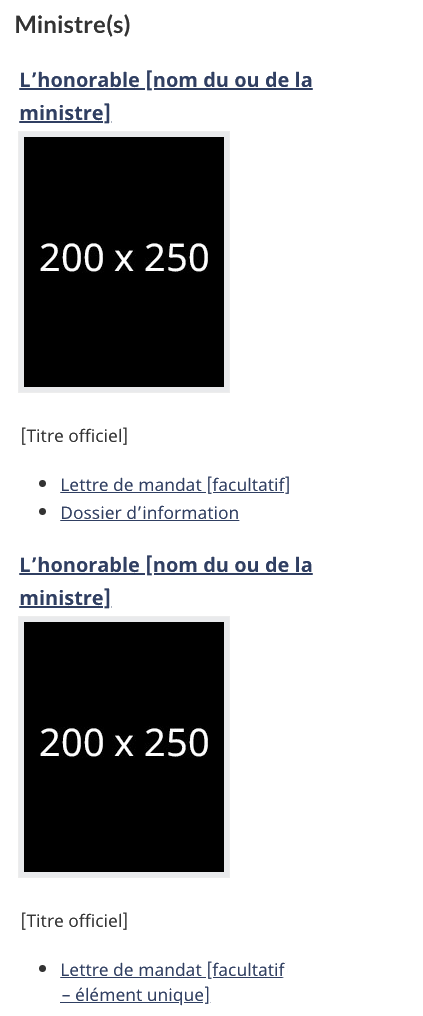 Ministre(s)
L’honorable [nom du ou de la
ministre]
200 x 250
[Titre officiel]
Lettre de mandat [facultatif]
Dossier d’information
L’honorable [nom du ou de la
ministre]
200 x 250
[Titre officiel]
Lettre de mandat [facultatif
– élément unique]